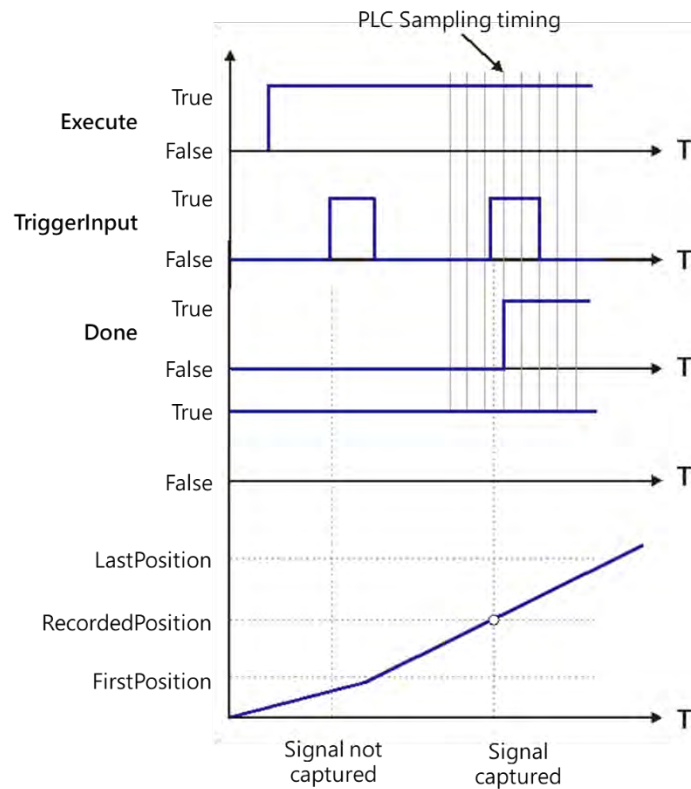 PLC Sampling timing
True
Execute
False
T
True
TriggerInput
False
T
True
Done
False
T
True
False
T
LastPosition
RecordedPosition
FirstPosition
T
Signal not
captured
Signal
captured